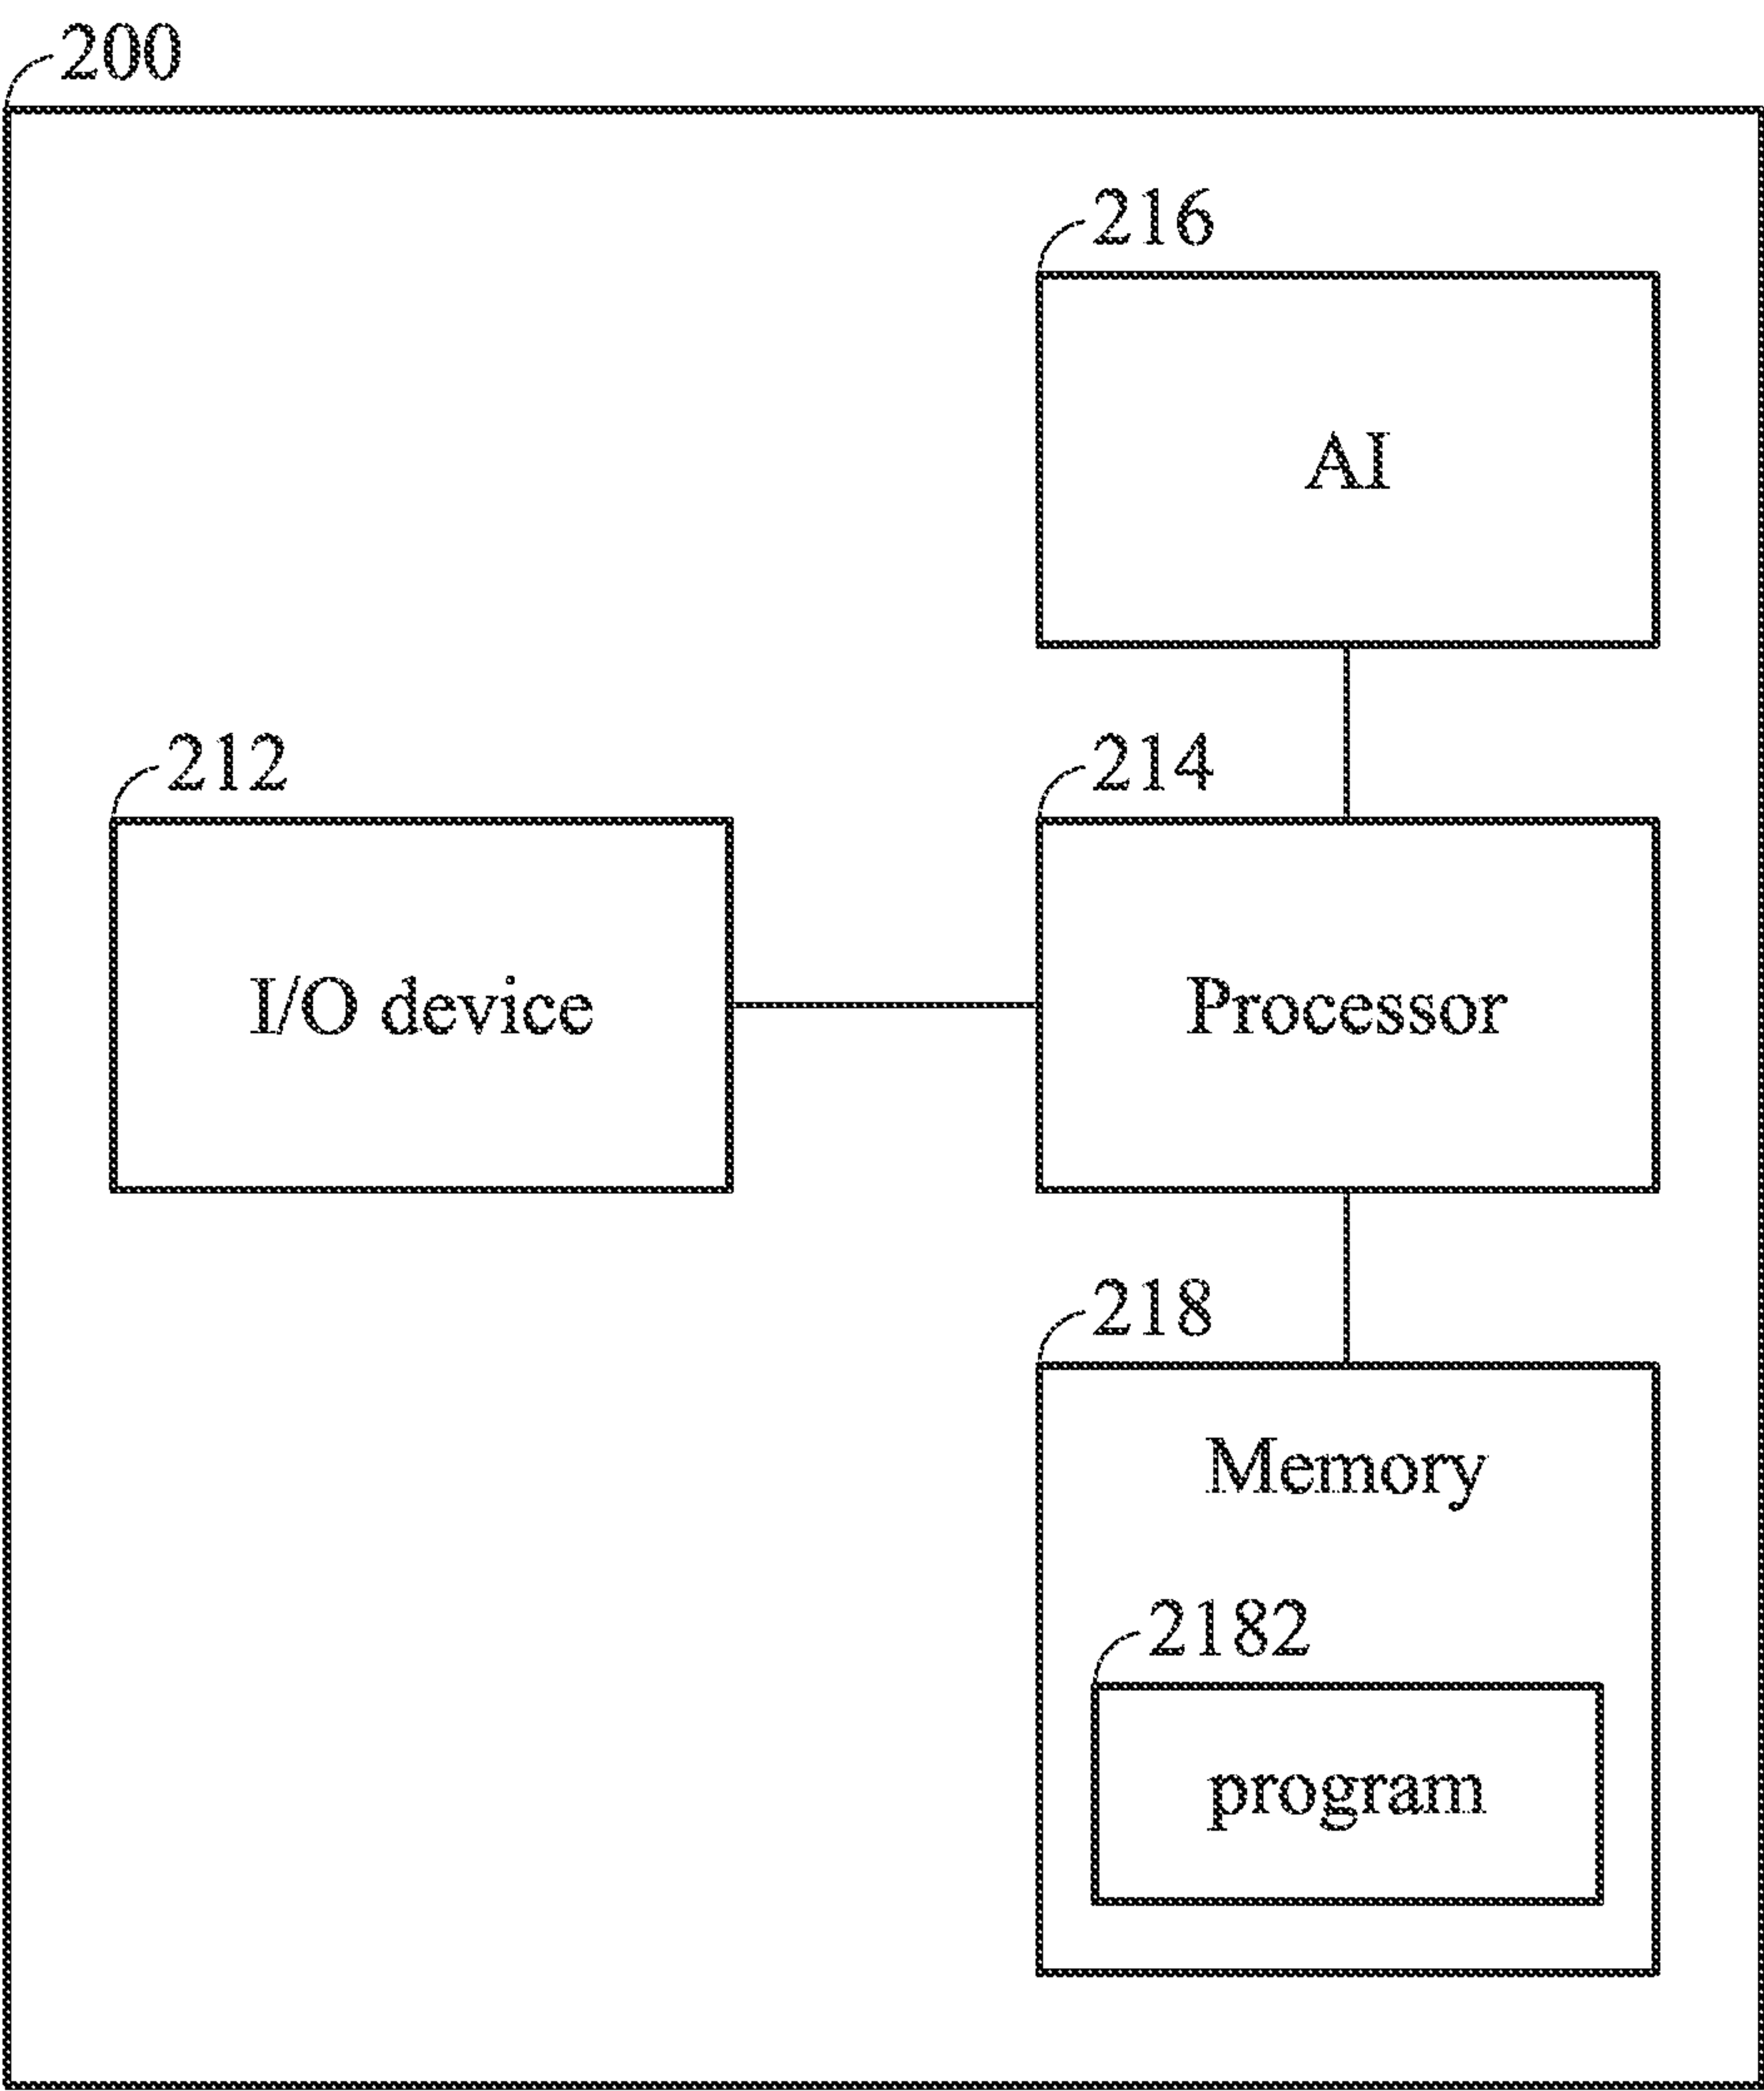 200
216
AI
212
214
I/O device
Processor
218
Memory
2182
program